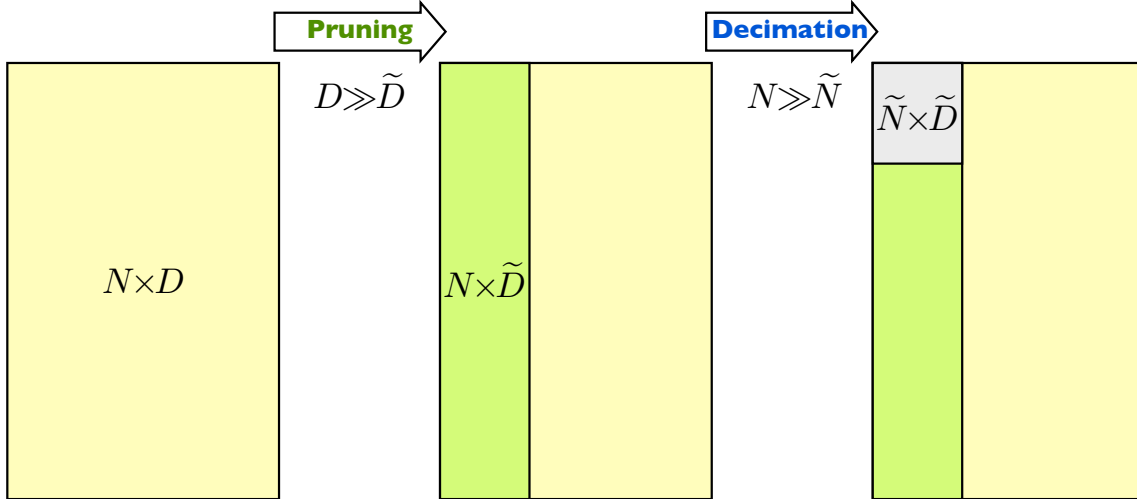 Pruning
Decimation
D≫D̃
N≫Ñ
Ñ×D̃
N×D
N×D̃